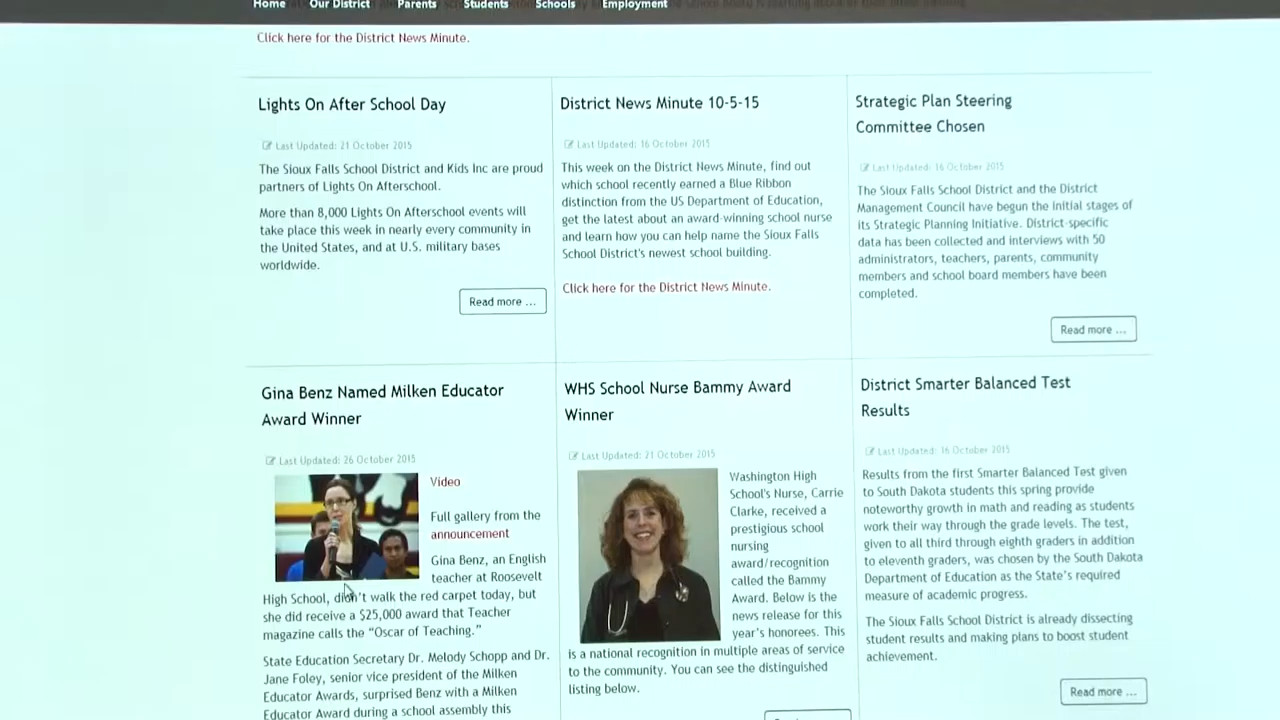 Home Our District Parents Students Schools Employment
Click here for the District News Minute.
Lights On After School Day
Last Updated: 21 October 2015
The Sioux Falls School District and Kids Inc are proud
partners of Lights On Afterschool.
More than 8,000 Lights On Afterschool events will
take place this week in nearly every community in
the United States, and at U.S. military bases
worldwide.
Read more ...
District News Minute 10-5-15
Last Updated: 16 October 2015
This week on the District News Minute, find out
which school recently earned a Blue Ribbon
distinction from the US Department of Education,
get the latest about an award-winning school nurse
and learn how you can help name the Sioux Falls
School District's newest school building.
Click here for the District News Minute.
Strategic Plan Steering
Committee Chosen
Last Updated: 16 October 2015
The Sioux Falls School District and the District
Management Council have begun the initial stages of
its Strategic Planning Initiative. District-specific
data has been collected and interviews with 50
administrators, teachers, parents, community
members and school board members have been
completed.
Read more ...
Gina Benz Named Milken Educator
Award Winner
Last Updated: 26 October 2015
Video
Full gallery from the
announcement
Gina Benz, an English
teacher at Roosevelt
High School, didn't walk the red carpet today, but
she did receive a $25,000 award that Teacher
magazine calls the "Oscar of Teaching."
State Education Secretary Dr. Melody Schopp and Dr.
Jane Foley, senior vice president of the Milken
Educator Awards, surprised Benz with a Milken
Educator Award during a school assembly this
WHS School Nurse Bammy Award
Winner
Last Updated: 21 October 2015
Washington High
School's Nurse, Carrie
Clarke, received a
prestigious school
nursing
award/recognition
called the Bammy
Award. Below is the
news release for this
year's honorees. This
is a national recognition in multiple areas of service
to the community. You can see the distinguished
listing below.
District Smarter Balanced Test
Results
Last Updated: 16 October 2015
Results from the first Smarter Balanced Test given
to South Dakota students this spring provide
noteworthy growth in math and reading as students
work their way through the grade levels. The test,
given to all third through eighth graders in addition
to eleventh graders, was chosen by the South Dakota
Department of Education as the State's required
measure of academic progress.
The Sioux Falls School District is already dissecting
student results and making plans to boost student
achievement.
Read more ...